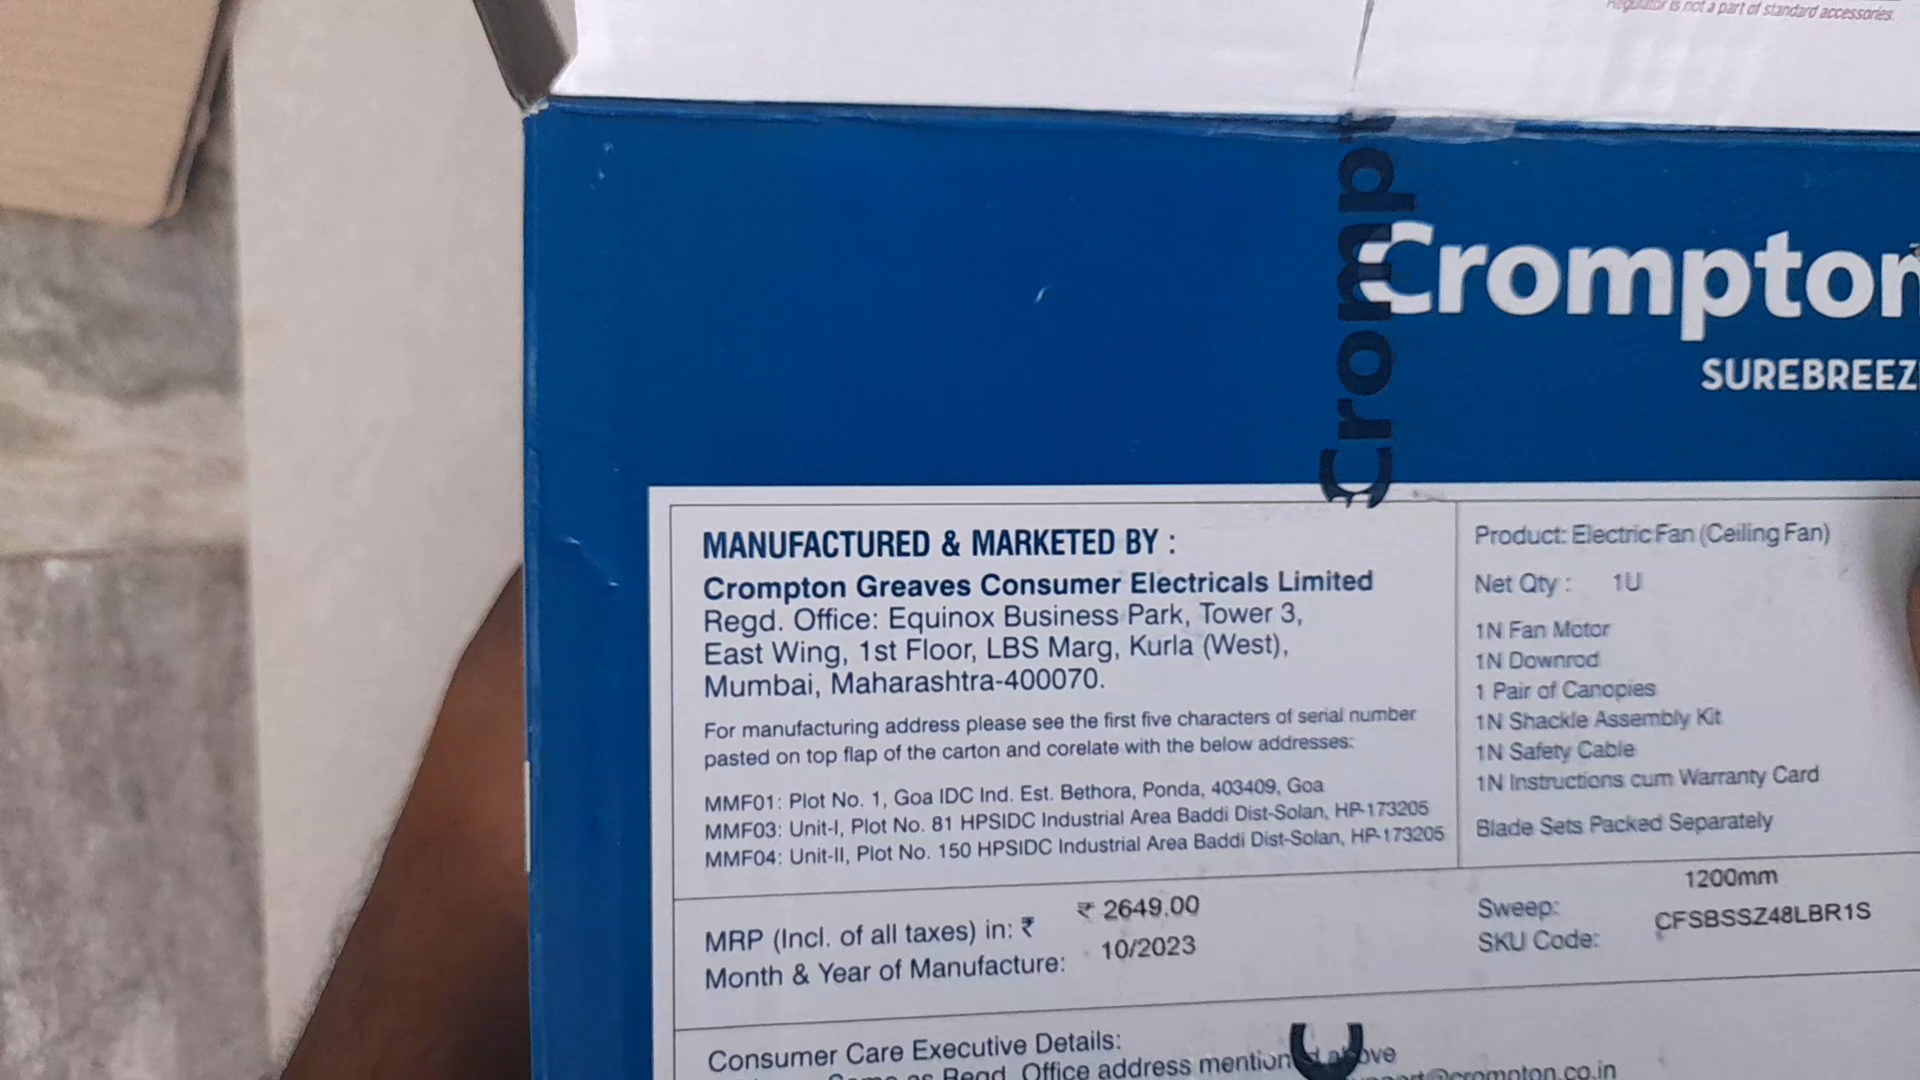 Regulator is not a part of standard accessories.
Crompt
Crompton
SUREBREEZ
MANUFACTURED & MARKETED BY :
Crompton Greaves Consumer Electricals Limited
Regd. Office: Equinox Business Park, Tower 3,
East Wing, 1st Floor, LBS Marg, Kurla (West),
Mumbai, Maharashtra-400070.
For manufacturing address please see the first five characters of serial number
pasted on top flap of the carton and corelate with the below addresses:
MMF01: Plot No. 1, Goa IDC Ind. Est. Bethora, Ponda, 403409, Goa
MMF03: Unit-I, Plot No. 81 HPSIDC Industrial Area Baddi Dist-Solan, HP-173205
MMF04: Unit-II, Plot No. 150 HPSIDC Industrial Area Baddi Dist-Solan, HP-173205
Product: Electric Fan (Ceiling Fan)
Net Qty : 1U
1N Fan Motor
1N Downrod
1 Pair of Canopies
1N Shackle Assembly Kit
1N Safety Cable
1N Instructions cum Warranty Card
Blade Sets Packed Separately
MRP (Incl. of all taxes) in: ₹ ₹ 2649.00
Month & Year of Manufacture: 10/2023
Sweep: 1200mm
SKU Code: CFSBSSZ48LBR1S
Consumer Care Executive Details:
Same as Regd. Office address mentioned above
@crompton.co.in